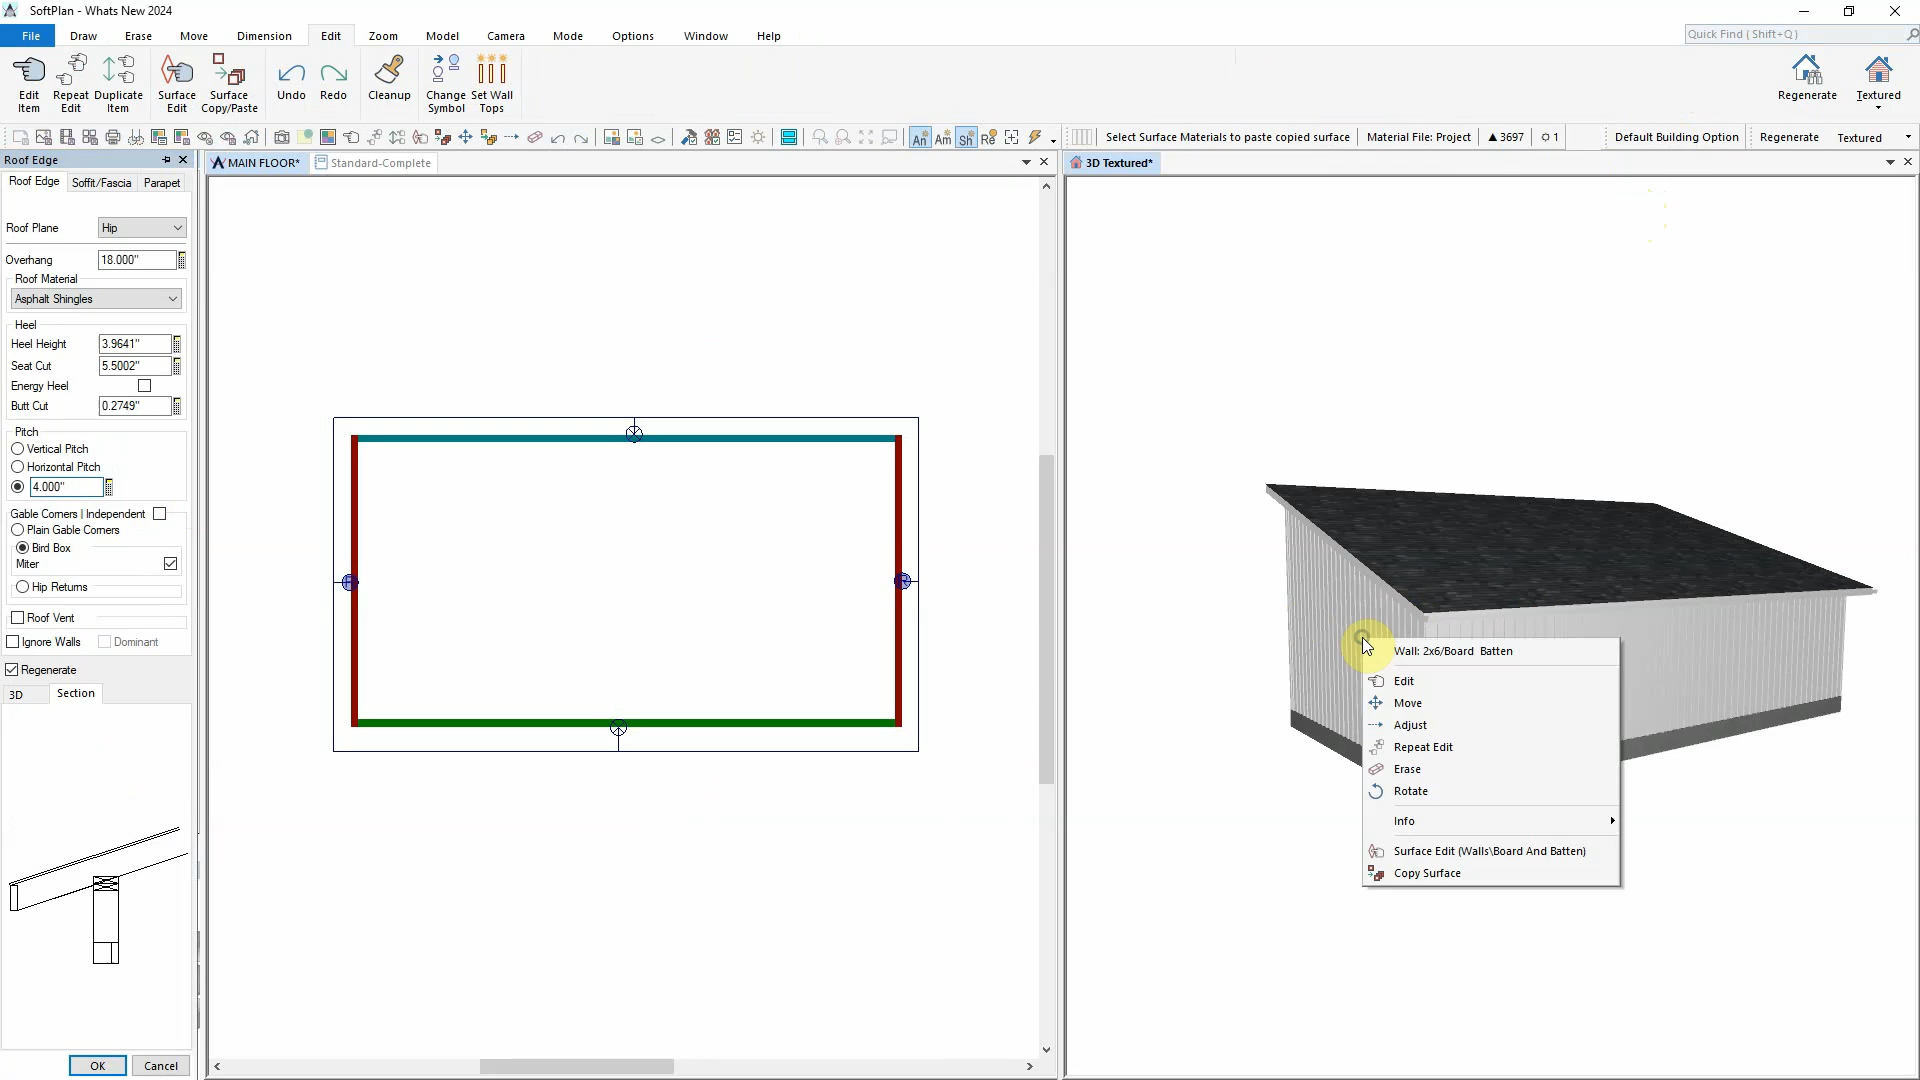 SoftPlan - Whats New 2024
File Draw Erase Move Dimension Edit Zoom Model Camera Mode Options Window Help
Quick Find ( Shift+Q )
Edit Item
Repeat Edit
Duplicate Item
Surface Edit
Surface Copy/Paste
Undo
Redo
Cleanup
Change Symbol
Set Wall Tops
Regenerate
Textured
An Am Sh Re
Select Surface Materials to paste copied surface
Material File: Project
3697
1
Default Building Option
Regenerate
Textured
Roof Edge
MAIN FLOOR*
Standard-Complete
3D Textured*
Roof Edge Soffit/Fascia Parapet
Roof Plane Hip
Overhang 18.000"
Roof Material
Asphalt Shingles
Heel
Heel Height 3.9641"
Seat Cut 5.5002"
Energy Heel
Butt Cut 0.2749"
Pitch
Vertical Pitch
Horizontal Pitch
4.000"
Gable Corners | Independent
Plain Gable Corners
Bird Box
Miter
Hip Returns
Roof Vent
Ignore Walls Dominant
Regenerate
3D Section
OK Cancel
Wall: 2x6/Board Batten
Edit
Move
Adjust
Repeat Edit
Erase
Rotate
Info
Surface Edit (Walls\Board And Batten)
Copy Surface